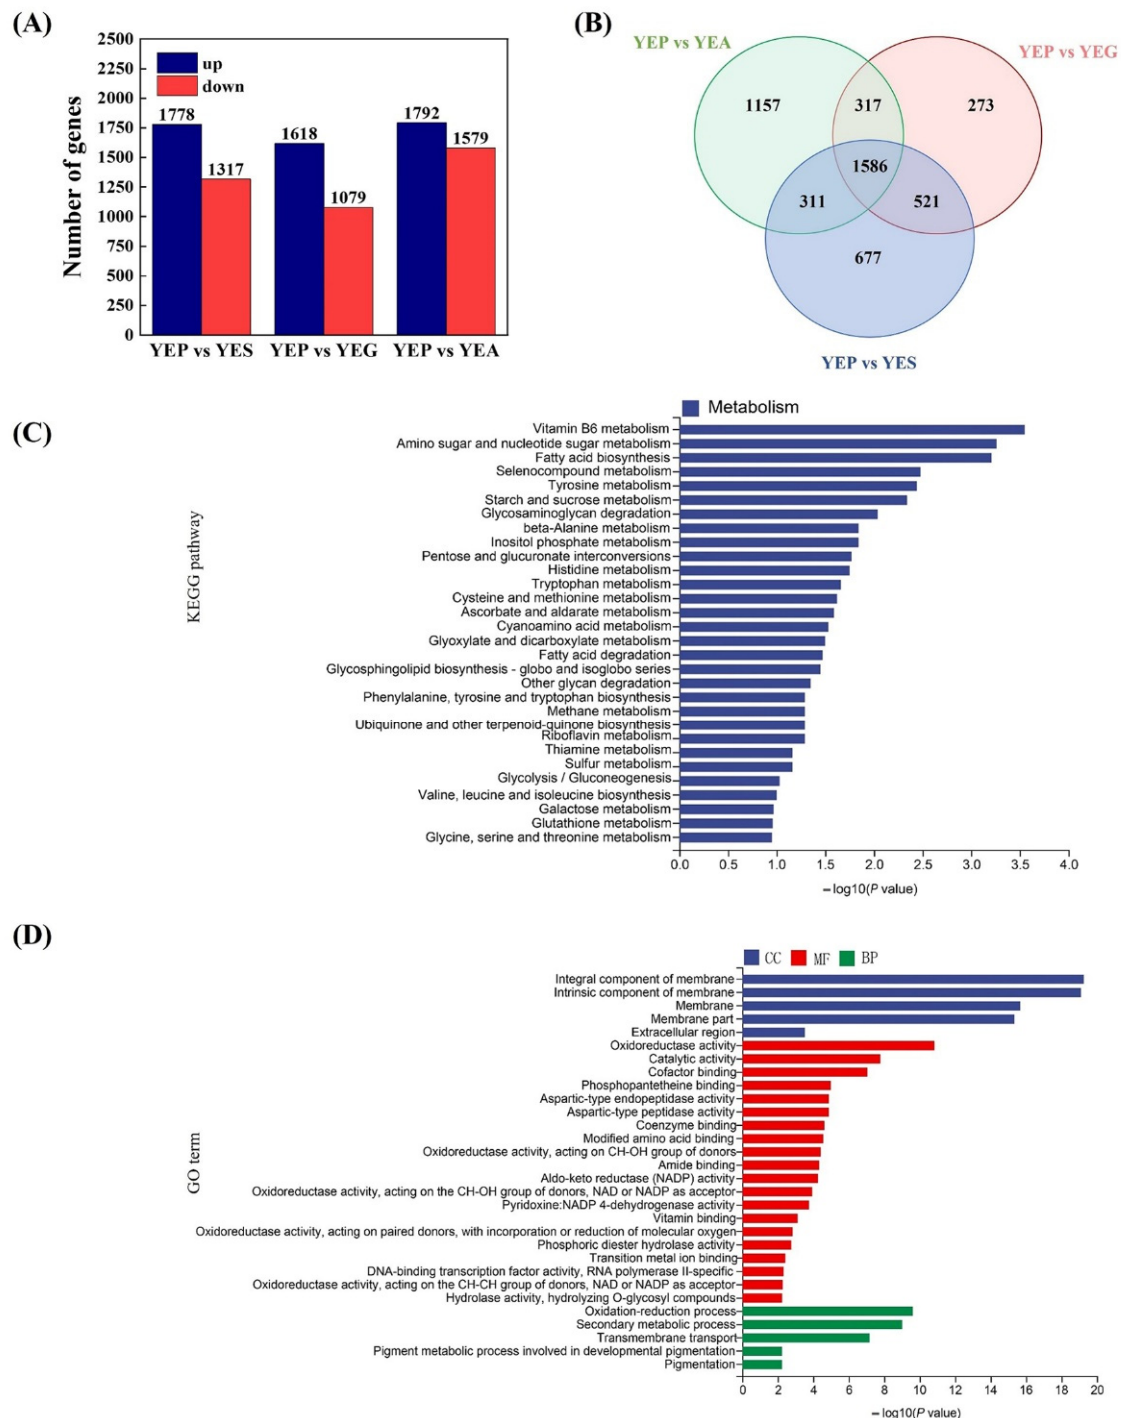 (A)
Number of genes
2500
2250
2000
1750
1500
1250
1000
750
500
250
0
up
down
1778
1317
1618
1079
1792
1579
YEP vs YES
YEP vs YEG
YEP vs YEA
(B)
YEP vs YEA
YEP vs YEG
1157
317
273
1586
311
521
677
YEP vs YES
(C)
Metabolism
KEGG pathway
Vitamin B6 metabolism
Amino sugar and nucleotide sugar metabolism
Fatty acid biosynthesis
Selenocompound metabolism
Tyrosine metabolism
Starch and sucrose metabolism
Glycosaminoglycan degradation
beta-Alanine metabolism
Inositol phosphate metabolism
Pentose and glucuronate interconversions
Histidine metabolism
Tryptophan metabolism
Cysteine and methionine metabolism
Ascorbate and aldarate metabolism
Cyanoamino acid metabolism
Glyoxylate and dicarboxylate metabolism
Fatty acid degradation
Glycosphingolipid biosynthesis - globo and isoglobo series
Other glycan degradation
Phenylalanine, tyrosine and tryptophan biosynthesis
Methane metabolism
Ubiquinone and other terpenoid-quinone biosynthesis
Riboflavin metabolism
Thiamine metabolism
Sulfur metabolism
Glycolysis / Gluconeogenesis
Valine, leucine and isoleucine biosynthesis
Galactose metabolism
Glutathione metabolism
Glycine, serine and threonine metabolism
0.0 0.5 1.0 1.5 2.0 2.5 3.0 3.5 4.0
−log10(P value)
(D)
CC MF BP
GO term
Integral component of membrane
Intrinsic component of membrane
Membrane
Membrane part
Extracellular region
Oxidoreductase activity
Catalytic activity
Cofactor binding
Phosphopantetheine binding
Aspartic-type endopeptidase activity
Aspartic-type peptidase activity
Coenzyme binding
Modified amino acid binding
Oxidoreductase activity, acting on CH-OH group of donors
Amide binding
Aldo-keto reductase (NADP) activity
Oxidoreductase activity, acting on the CH-OH group of donors, NAD or NADP as acceptor
Pyridoxine:NADP 4-dehydrogenase activity
Vitamin binding
Oxidoreductase activity, acting on paired donors, with incorporation or reduction of molecular oxygen
Phosphoric diester hydrolase activity
Transition metal ion binding
DNA-binding transcription factor activity, RNA polymerase II-specific
Oxidoreductase activity, acting on the CH-CH group of donors, NAD or NADP as acceptor
Hydrolase activity, hydrolyzing O-glycosyl compounds
Oxidation-reduction process
Secondary metabolic process
Transmembrane transport
Pigment metabolic process involved in developmental pigmentation
Pigmentation
0 2 4 6 8 10 12 14 16 18 20
−log10(P value)